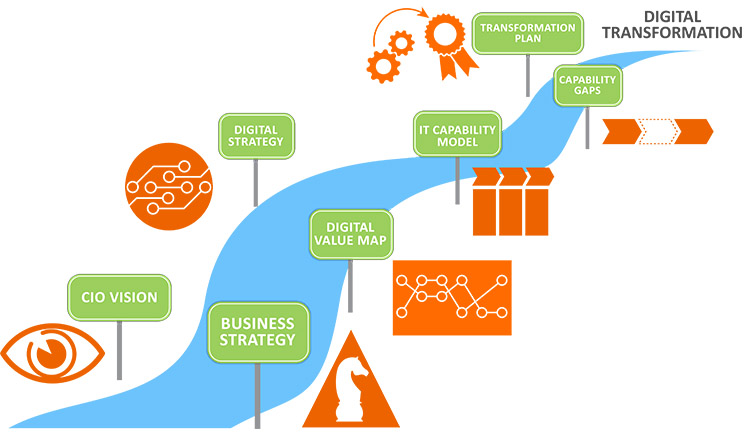 DIGITAL
TRANSFORMATION
TRANSFORMATION
PLAN
CAPABILITY
GAPS
DIGITAL
STRATEGY
IT CAPABILITY
MODEL
DIGITAL
VALUE MAP
CIO VISION
BUSINESS
STRATEGY